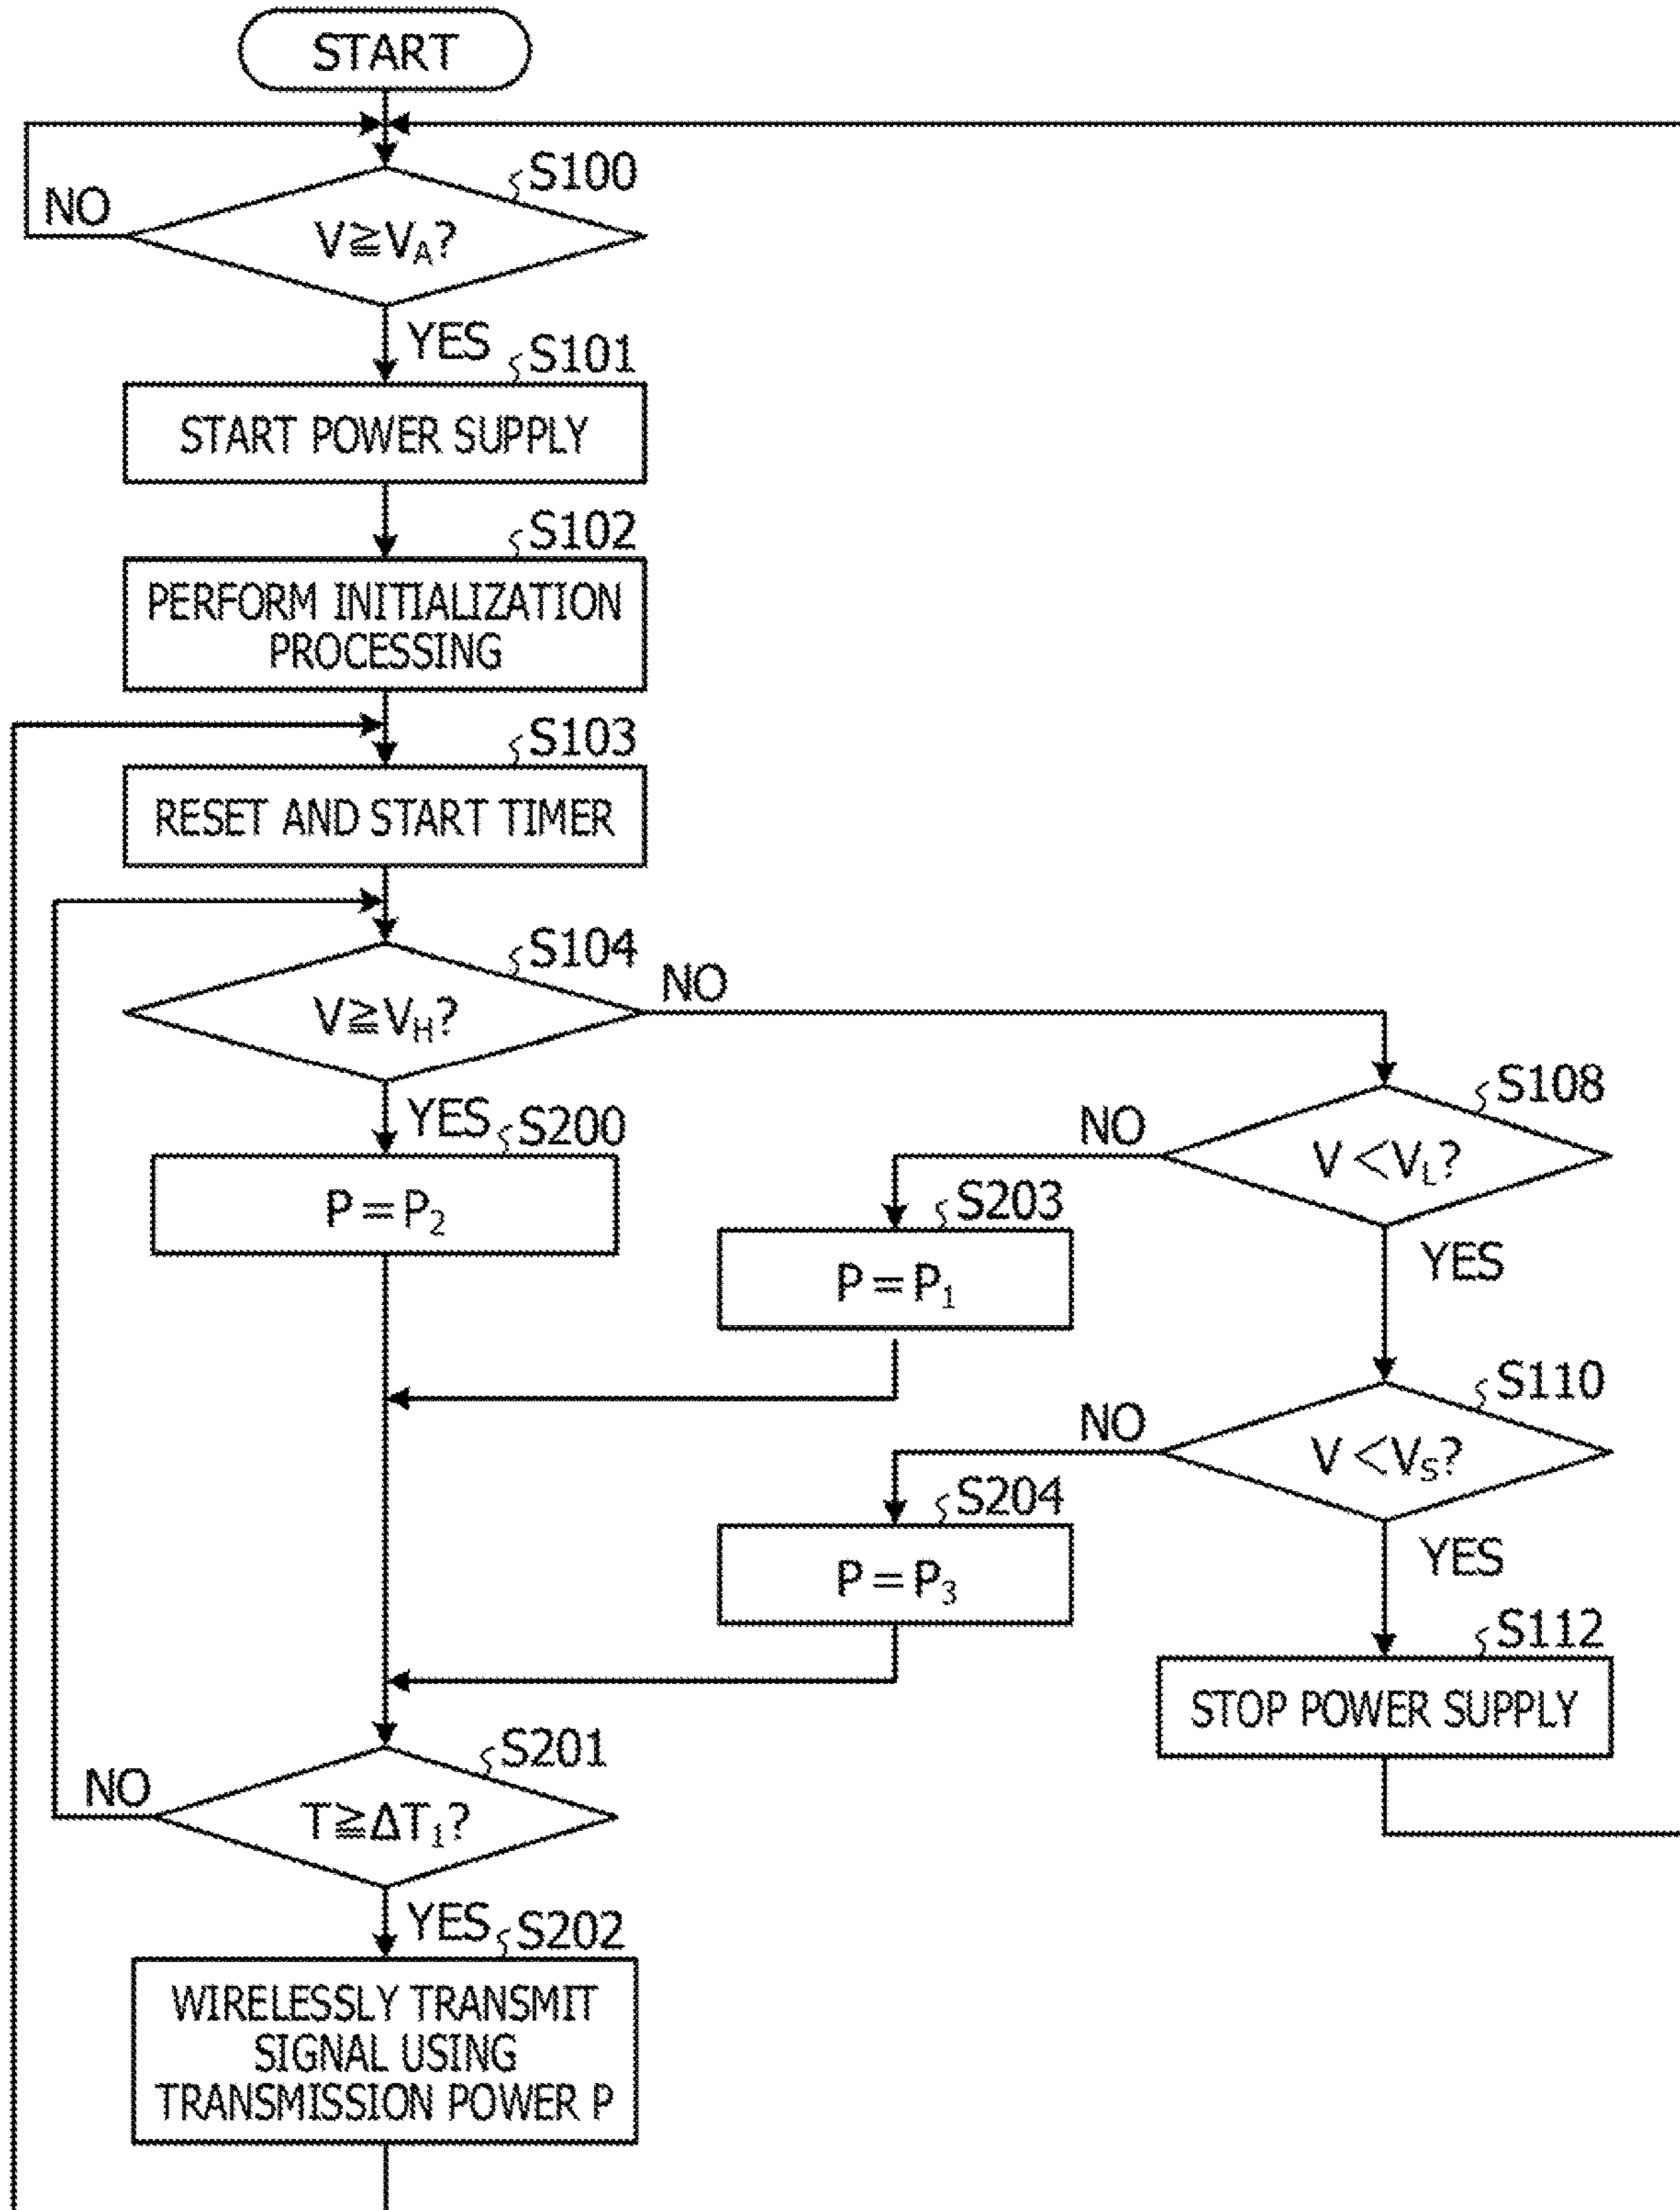 START
S100
NO
V≧VA?
YES
S101
START POWER SUPPLY
S102
PERFORM INITIALIZATION
PROCESSING
S103
RESET AND START TIMER
S104
NO
V≧VH?
YES
S200
P=P2
S108
NO
V<VL?
YES
S203
P=P1
S110
NO
V<VS?
YES
S204
P=P3
S112
STOP POWER SUPPLY
S201
NO
T≧ΔT1?
YES
S202
WIRELESSLY TRANSMIT
SIGNAL USING
TRANSMISSION POWER P